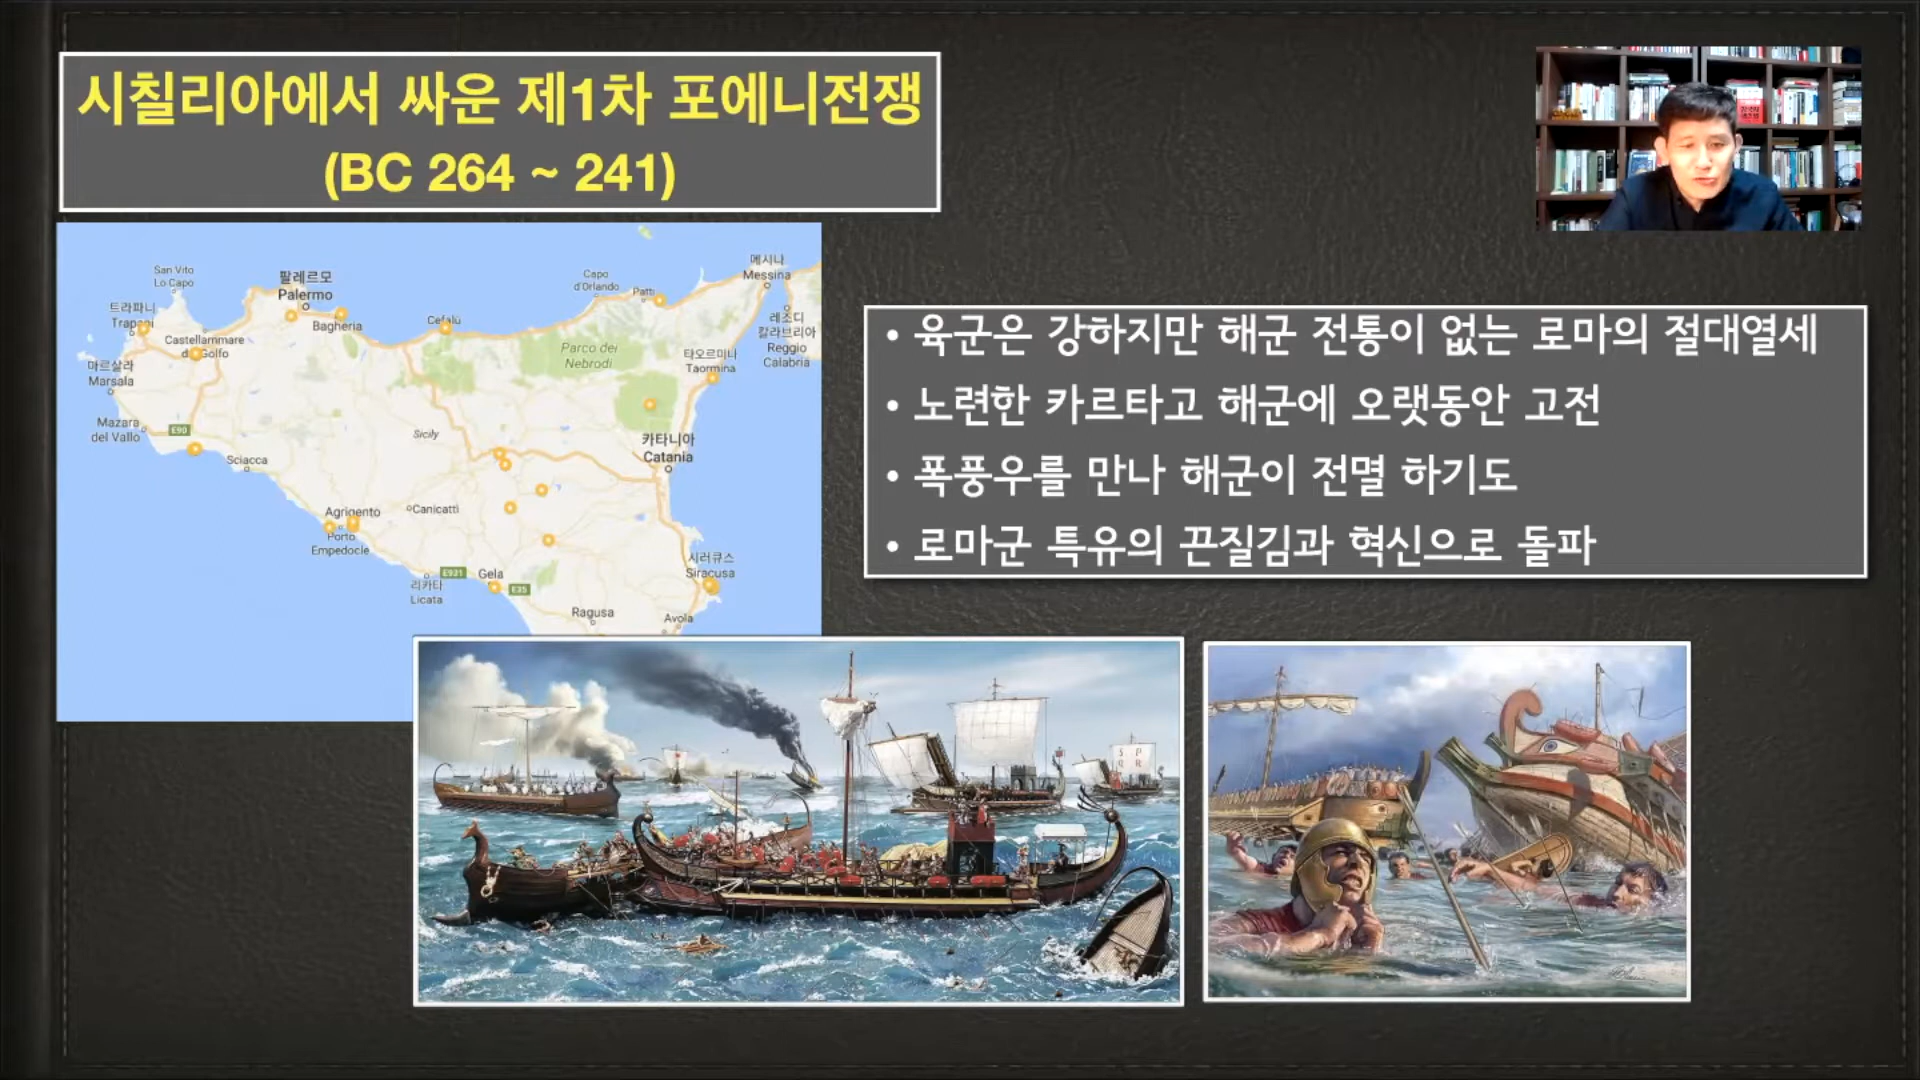 시칠리아에서 싸운 제1차 포에니전쟁
(BC 264 ~ 241)
San Vito
Lo Capo
팔레르모
Palermo
Capo
d'Orlando
Patti
메시나
Messina
트라파니
Trapani
Castellammare
del Golfo
Bagheria
Cefalù
레조디
칼라브리아
Reggio
Calabria
Parco dei
Nebrodi
타오르미나
Taormina
마르살라
Marsala
Mazara
del Vallo
E90
Sciacca
Sicily
카타니아
Catania
Agrigento
Porto
Empedocle
Canicattì
리카타
Licata
E931
Gela
E35
시러큐스
Siracusa
Ragusa
Avola
• 육군은 강하지만 해군 전통이 없는 로마의 절대열세
• 노련한 카르타고 해군에 오랫동안 고전
• 폭풍우를 만나 해군이 전멸 하기도
• 로마군 특유의 끈질김과 혁신으로 돌파
S P
Q R